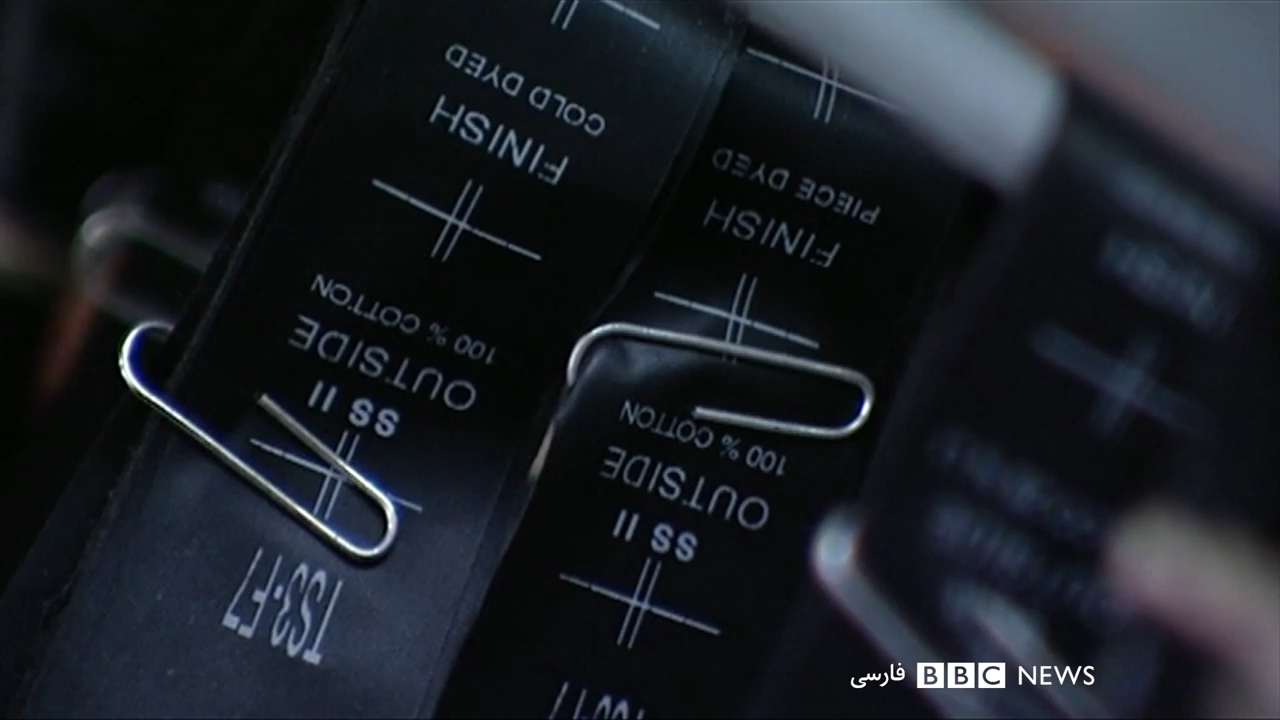 TS3-F7
SS II
OUTSIDE
100 % COTTON
FINISH
COLD DYED
SS II
OUTSIDE
100 % COTTON
FINISH
PIECE DYED
BBC NEWS فارسی